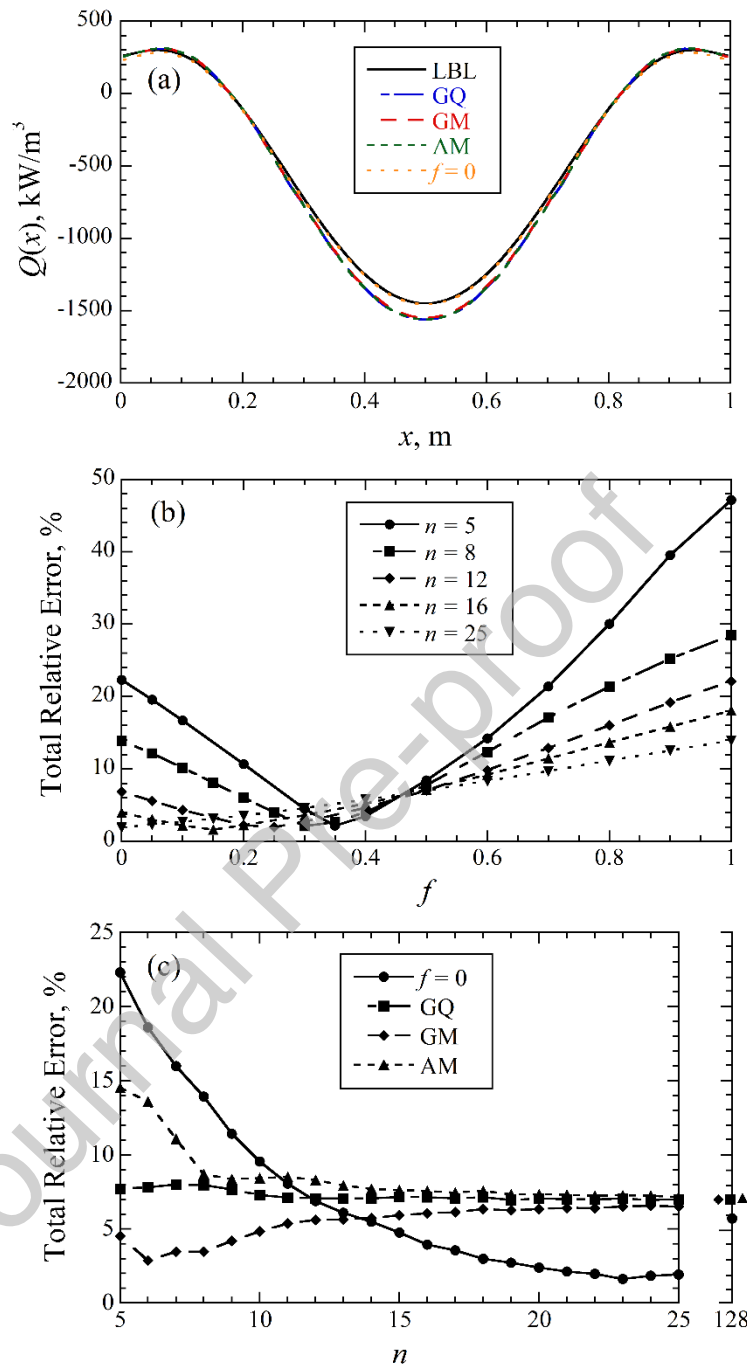 500
(a)
LBL
GQ
GM
AM
f = 0
0
-500
-1000
-1500
-2000
Q(x), kW/m³
0 0.2 0.4 0.6 0.8 1
x, m
50
(b)
n = 5
n = 8
n = 12
n = 16
n = 25
40
30
20
10
0
Total Relative Error, %
0 0.2 0.4 0.6 0.8 1
f
25
(c)
f = 0
GQ
GM
AM
20
15
10
5
0
Total Relative Error, %
5 10 15 20 25 128
n
Journal Pre-proof